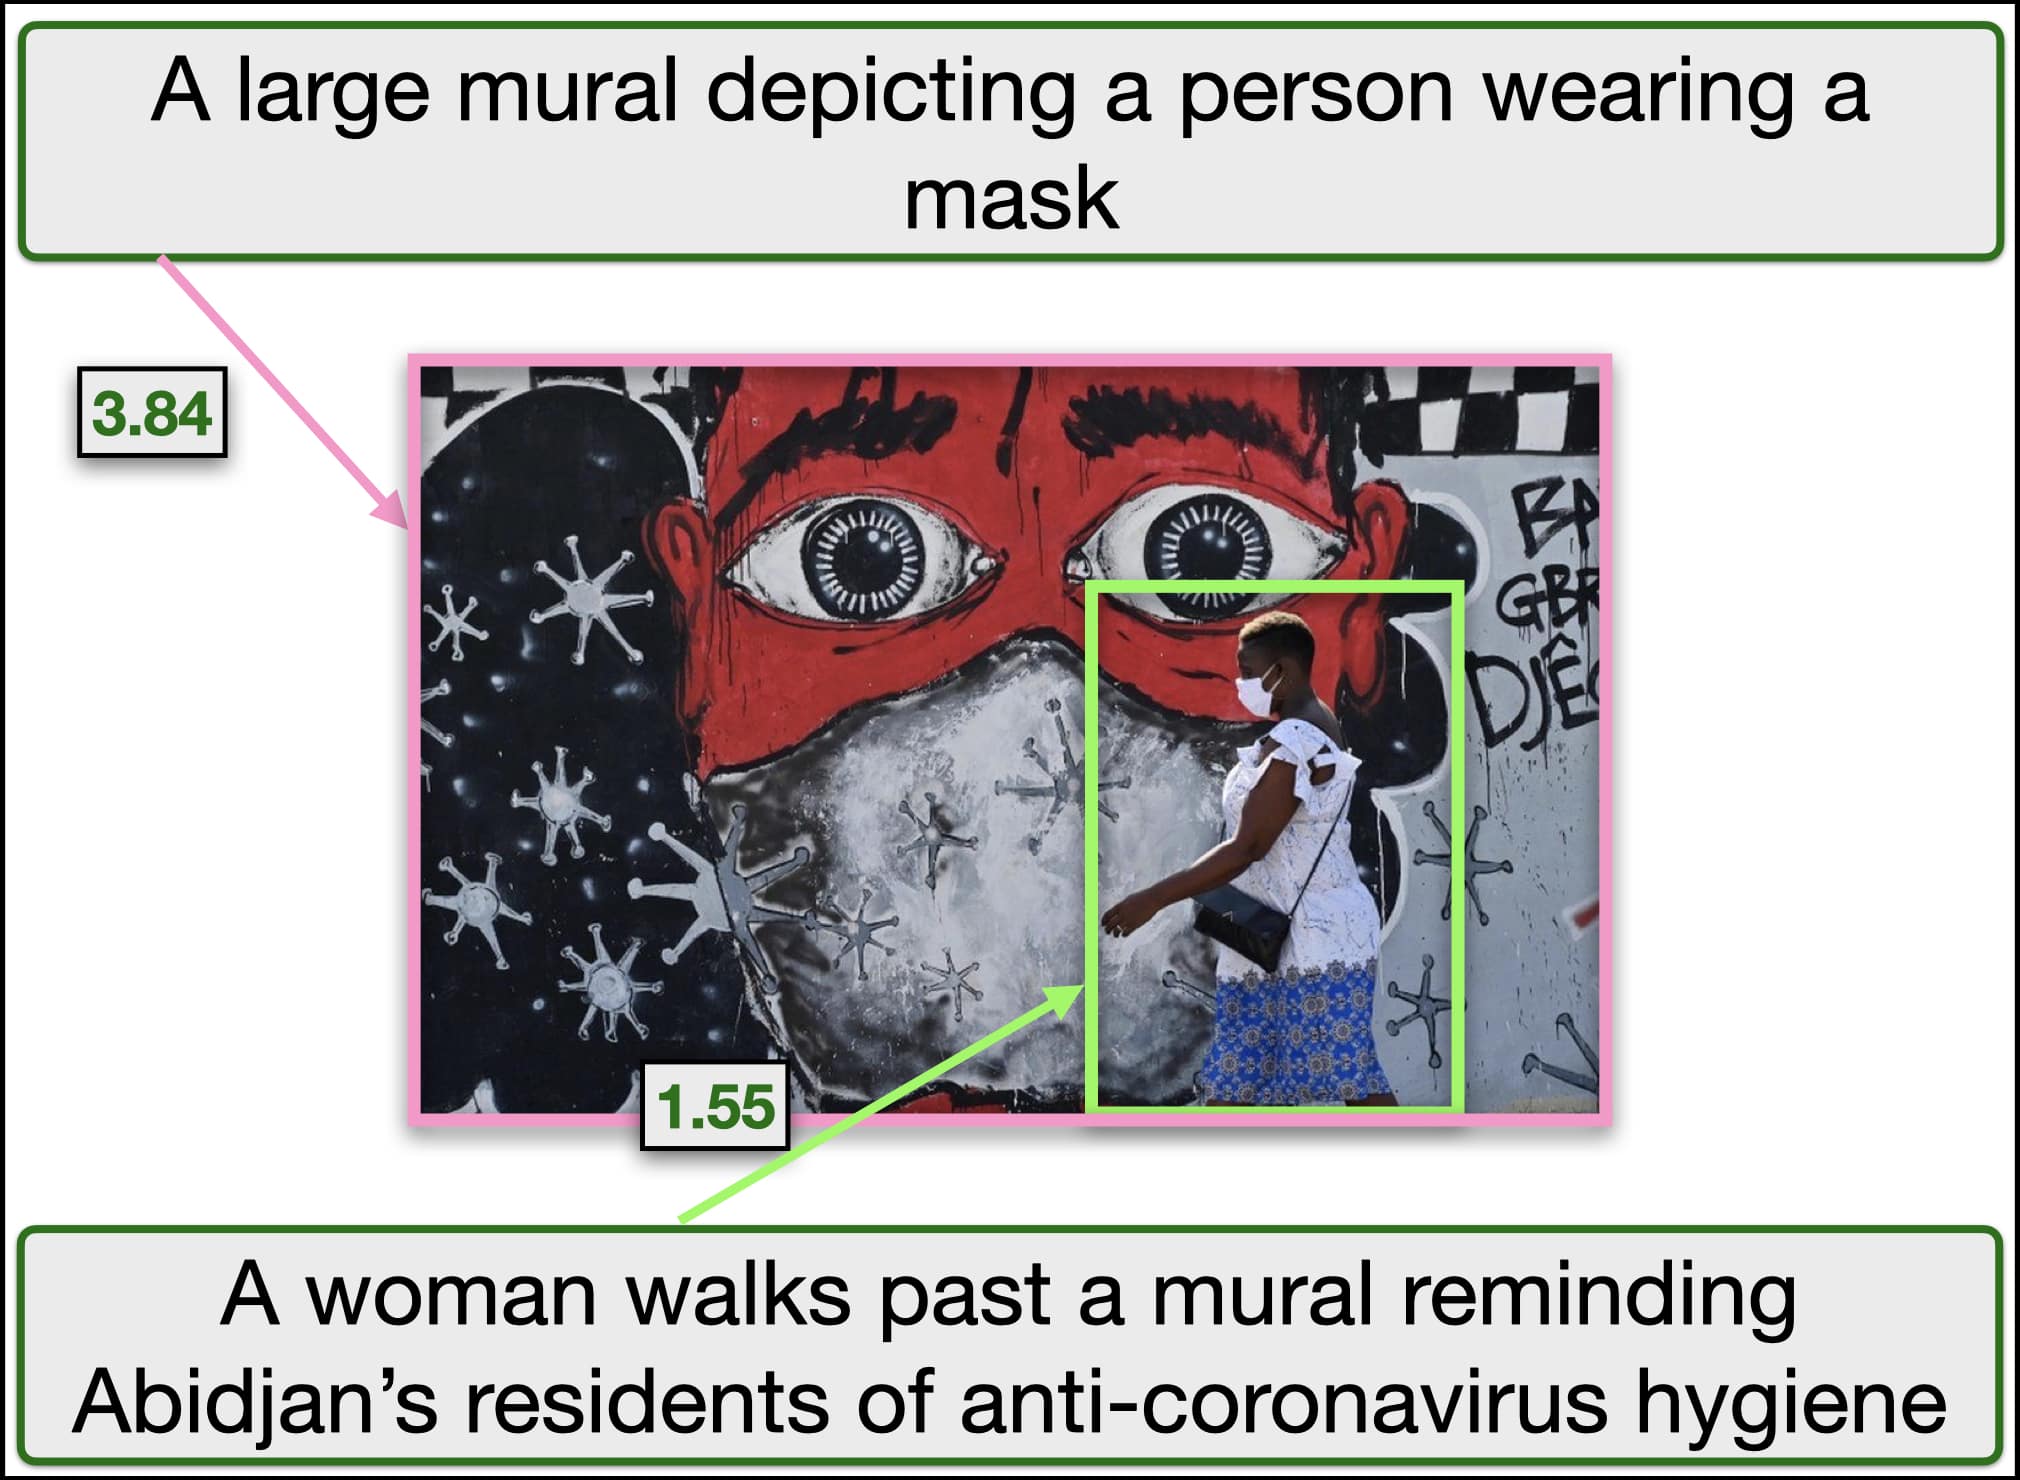 A large mural depicting a person wearing a
mask
3.84
BA
GBR
DJÊ
1.55
A woman walks past a mural reminding
Abidjan’s residents of anti-coronavirus hygiene